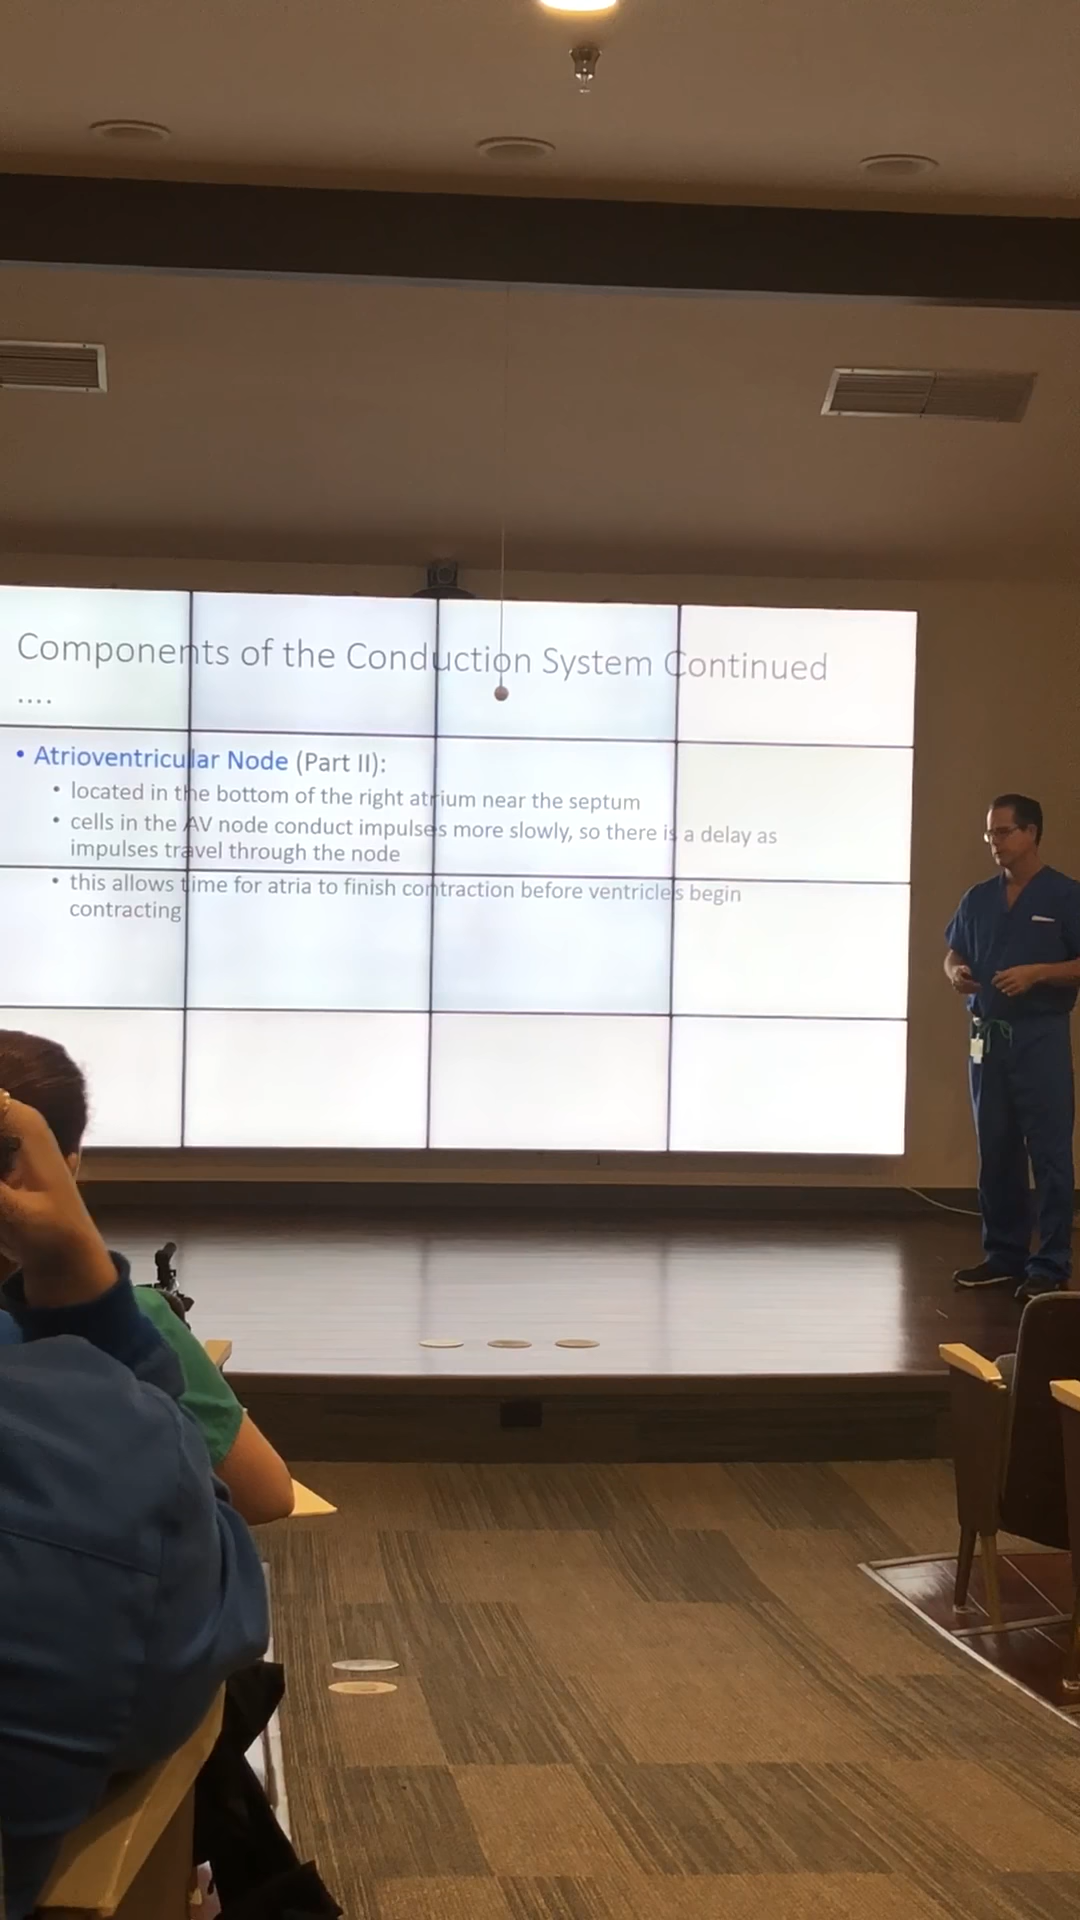 Components of the Conduction System Continued
....
• Atrioventricular Node (Part II):
• located in the bottom of the right atrium near the septum
• cells in the AV node conduct impulses more slowly, so there is a delay as
impulses travel through the node
• this allows time for atria to finish contraction before ventricles begin
contracting